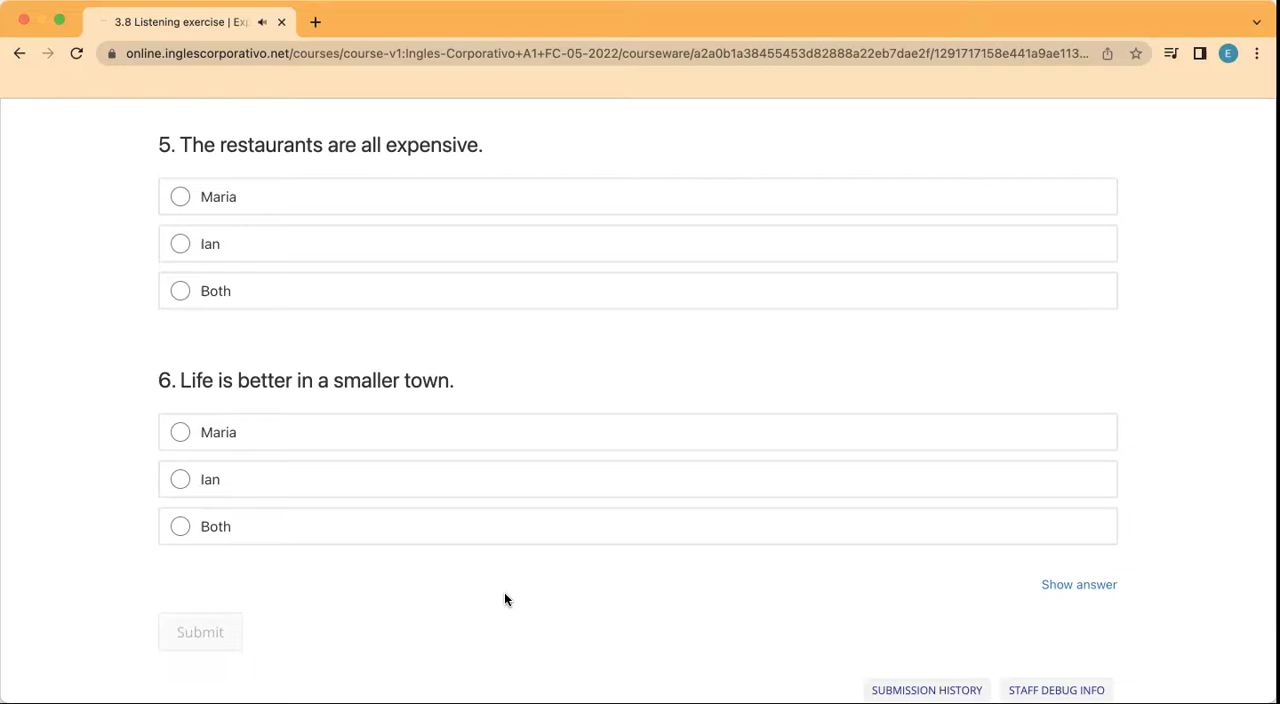 3.8 Listening exercise | Ex
online.inglescorporativo.net/courses/course-v1:Ingles-Corporativo+A1+FC-05-2022/courseware/a2a0b1a38455453d82888a22eb7dae2f/1291717158e441a9ae113...
E
5. The restaurants are all expensive.
Maria
Ian
Both
6. Life is better in a smaller town.
Maria
Ian
Both
Show answer
Submit
SUBMISSION HISTORY
STAFF DEBUG INFO